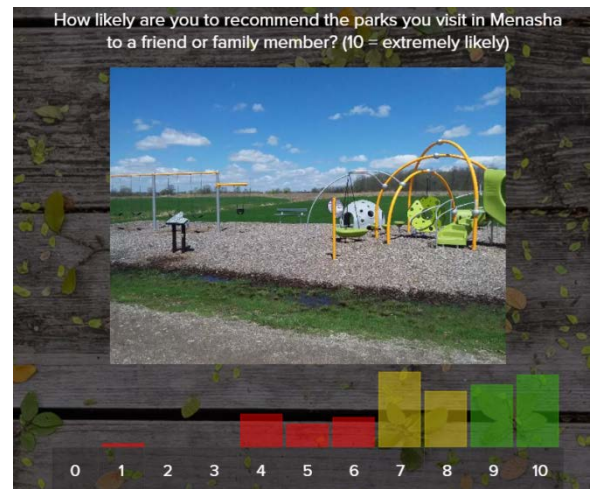 How likely are you to recommend the parks you visit in Menasha
to a friend or family member? (10 = extremely likely)
0 1 2 3 4 5 6 7 8 9 10